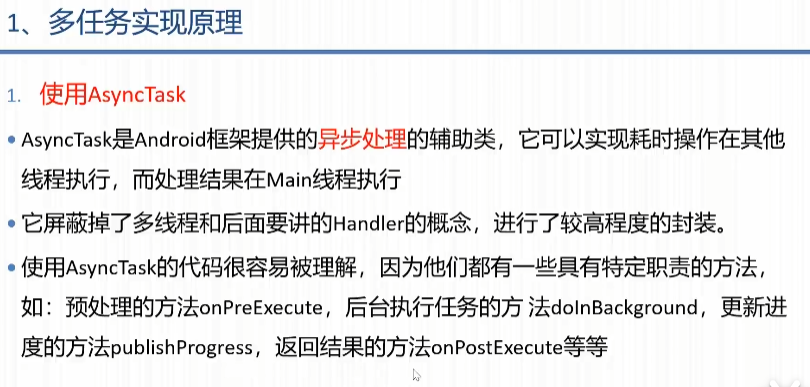 1、多任务实现原理
1. 使用AsyncTask
• AsyncTask是Android框架提供的异步处理的辅助类，它可以实现耗时操作在其他
线程执行，而处理结果在Main线程执行
• 它屏蔽掉了多线程和后面要讲的Handler的概念，进行了较高程度的封装。
• 使用AsyncTask的代码很容易被理解，因为他们都有一些具有特定职责的方法，
如：预处理的方法onPreExecute，后台执行任务的方 法doInBackground，更新进
度的方法publishProgress，返回结果的方法onPostExecute等等